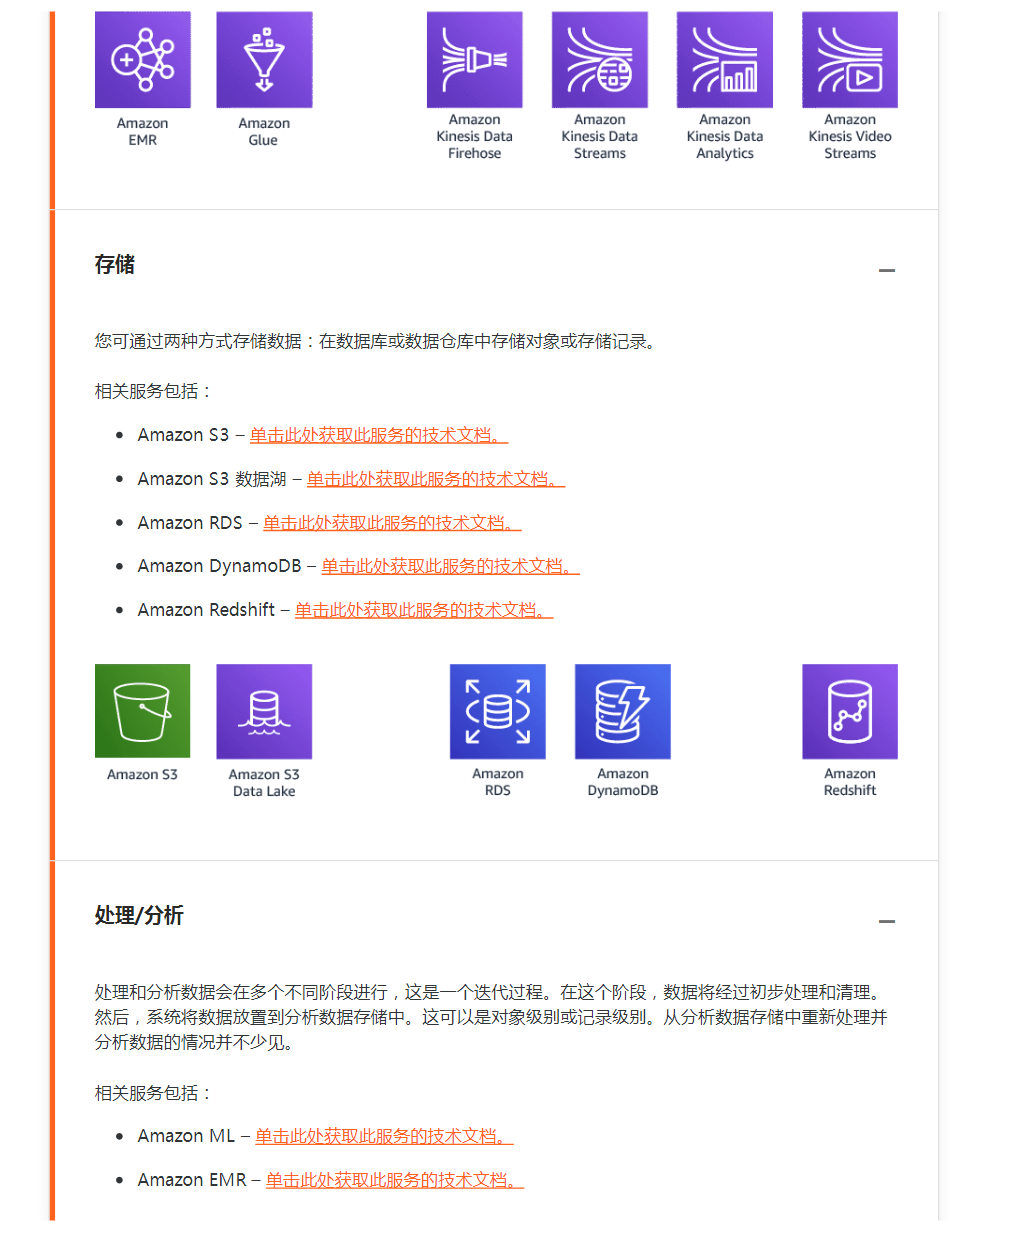 Amazon EMR
Amazon Glue
Amazon Kinesis Data Firehose
Amazon Kinesis Data Streams
Amazon Kinesis Data Analytics
Amazon Kinesis Video Streams
存储
您可通过两种方式存储数据：在数据库或数据仓库中存储对象或存储记录。
相关服务包括：
Amazon S3 – 单击此处获取此服务的技术文档。
Amazon S3 数据湖 – 单击此处获取此服务的技术文档。
Amazon RDS – 单击此处获取此服务的技术文档。
Amazon DynamoDB – 单击此处获取此服务的技术文档。
Amazon Redshift – 单击此处获取此服务的技术文档。
Amazon S3
Amazon S3 Data Lake
Amazon RDS
Amazon DynamoDB
Amazon Redshift
处理/分析
处理和分析数据会在多个不同阶段进行，这是一个迭代过程。在这个阶段，数据将经过初步处理和清理。
然后，系统将数据放置到分析数据存储中。这可以是对象级别或记录级别。从分析数据存储中重新处理并
分析数据的情况并不少见。
相关服务包括：
Amazon ML – 单击此处获取此服务的技术文档。
Amazon EMR – 单击此处获取此服务的技术文档。